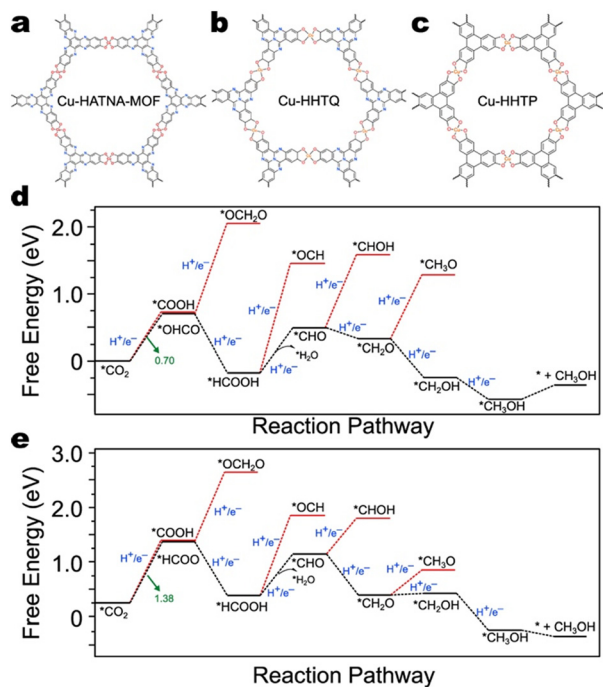 a
b
c
Cu-HATNA-MOF
Cu-HHTQ
Cu-HHTP
d
Free Energy (eV)
2.0
1.0
0
*CO₂
H⁺/e⁻
0.70
*COOH
*OHCO
H⁺/e⁻
*OCH₂O
H⁺/e⁻
*HCOOH
H⁺/e⁻
*OCH
H⁺/e⁻
*CHO
*H₂O
H⁺/e⁻
*CHOH
H⁺/e⁻
*CH₂O
H⁺/e⁻
*CH₃O
H⁺/e⁻
*CH₂OH
H⁺/e⁻
*CH₃OH
* + CH₃OH
Reaction Pathway
e
Free Energy (eV)
3.0
2.0
1.0
0
*CO₂
H⁺/e⁻
1.38
*COOH
*HCOO
H⁺/e⁻
*OCH₂O
H⁺/e⁻
*HCOOH
H⁺/e⁻
*OCH
H⁺/e⁻
*CHO
*H₂O
H⁺/e⁻
*CHOH
H⁺/e⁻
*CH₂O
H⁺/e⁻
*CH₃O
H⁺/e⁻
*CH₂OH
H⁺/e⁻
*CH₃OH
* + CH₃OH
Reaction Pathway